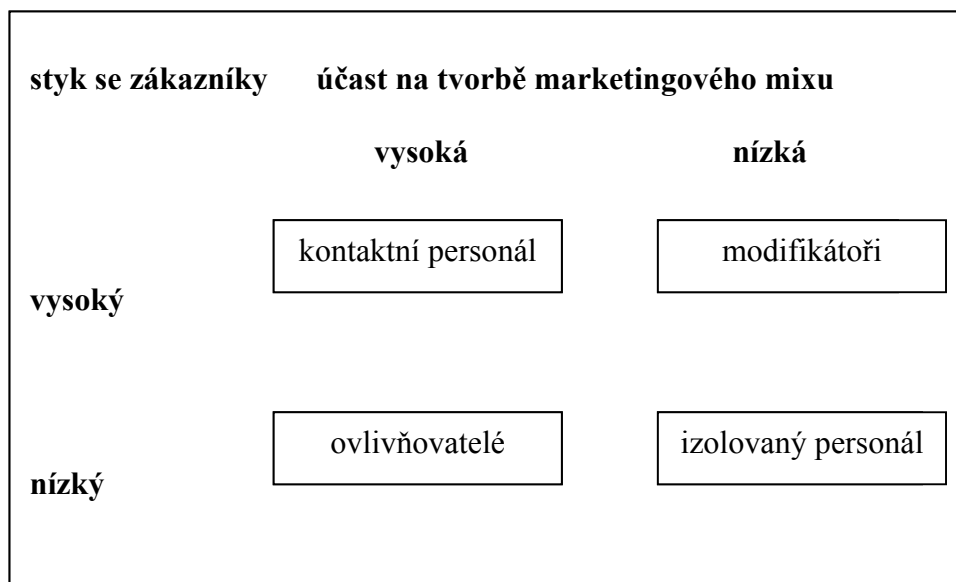 styk se zákazníky účast na tvorbě marketingového mixu
vysoká nízká
kontaktní personál modifikátoři
vysoký
ovlivňovatelé izolovaný personál
nízký